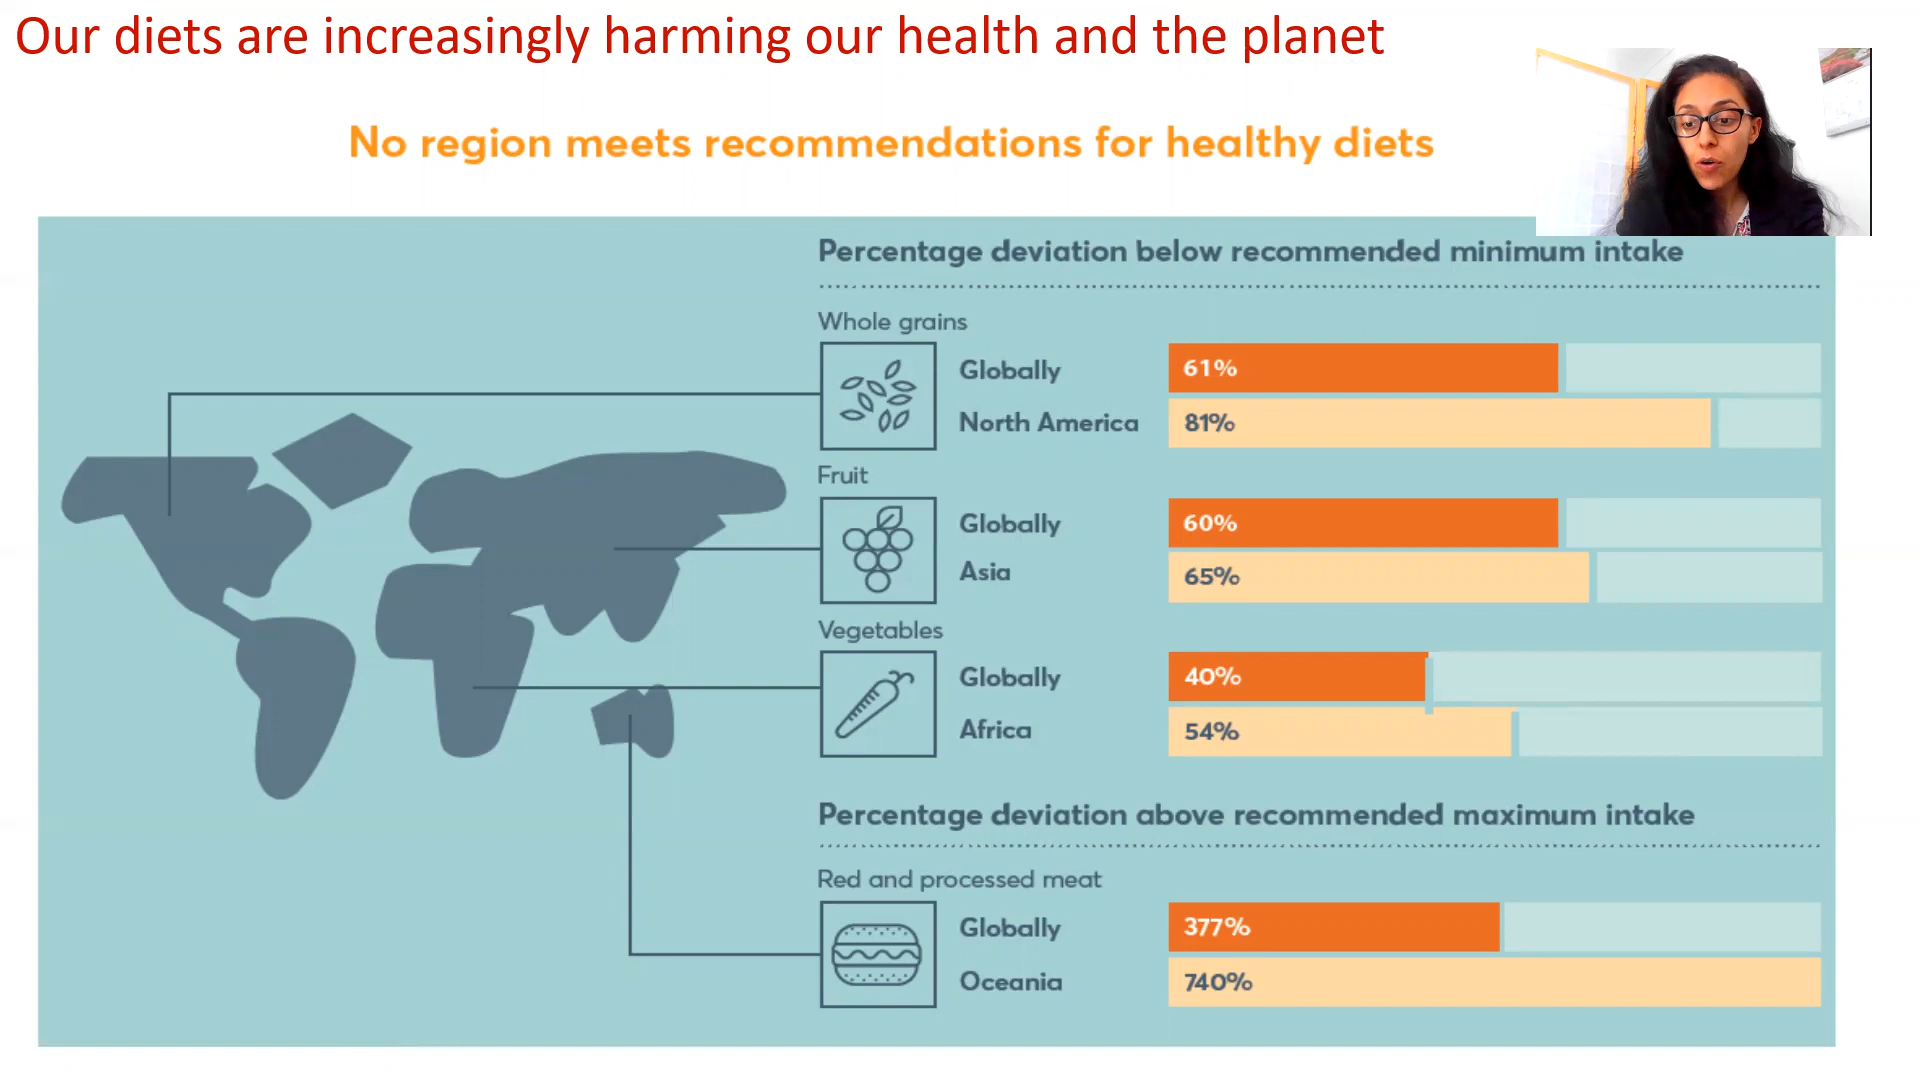 Our diets are increasingly harming our health and the planet
No region meets recommendations for healthy diets
Percentage deviation below recommended minimum intake
Whole grains
Globally
61%
North America
81%
Fruit
Globally
60%
Asia
65%
Vegetables
Globally
40%
Africa
54%
Percentage deviation above recommended maximum intake
Red and processed meat
Globally
377%
Oceania
740%